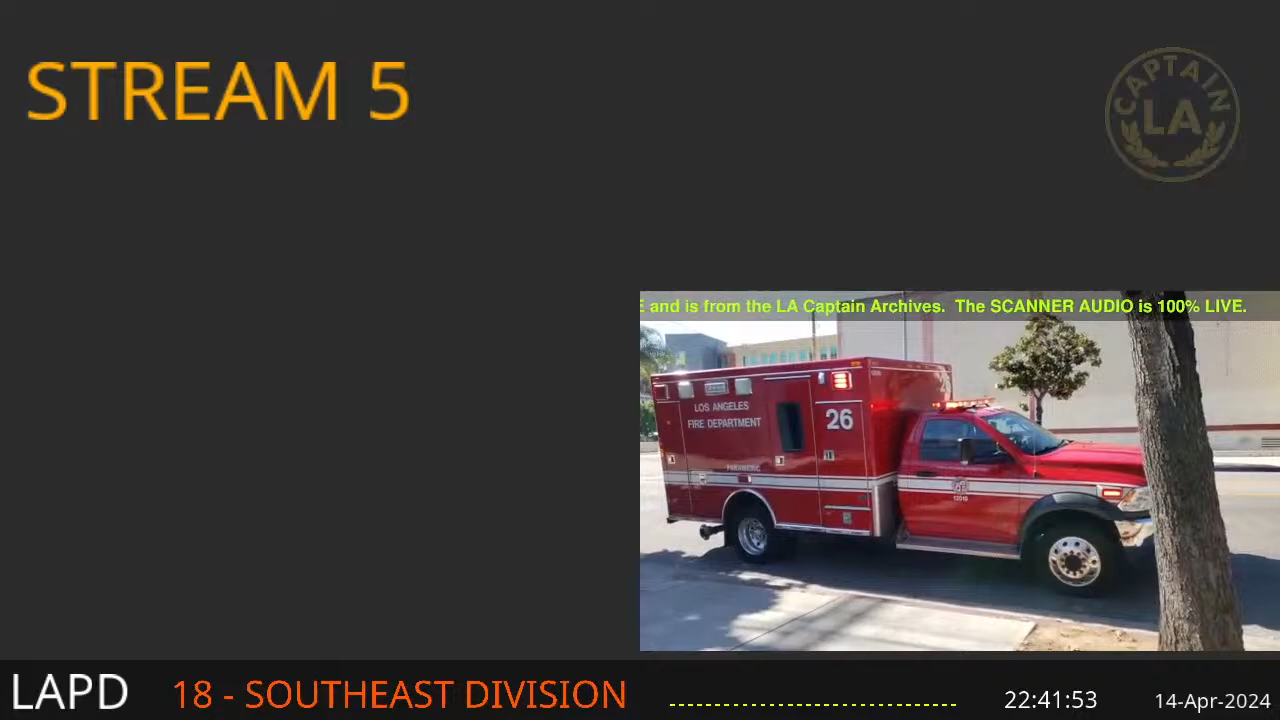 STREAM 5
CAPTAIN
LA
E and is from the LA Captain Archives.  The SCANNER AUDIO is 100% LIVE.
LOS ANGELES
FIRE DEPARTMENT
26
PARAMEDIC
LAPD
18 - SOUTHEAST DIVISION
22:41:53
14-Apr-2024